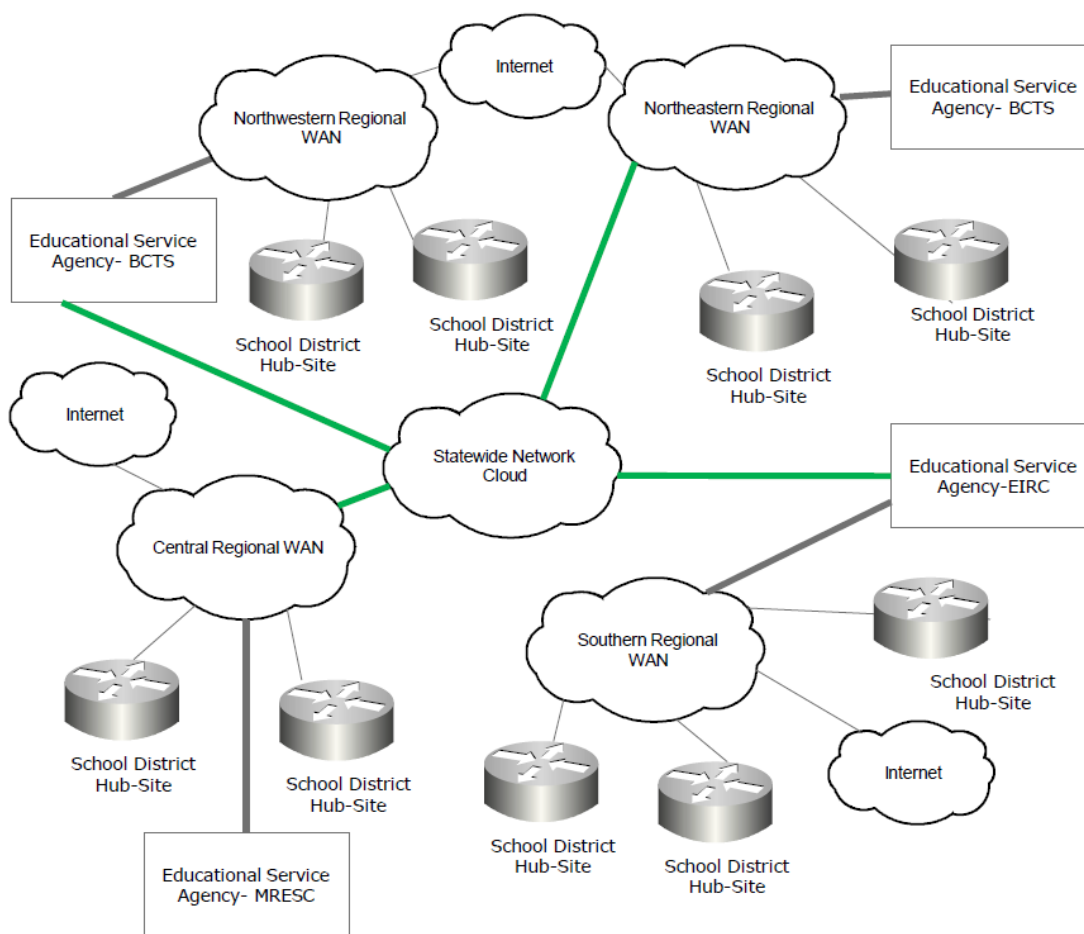 Internet
Northwestern Regional
WAN
Northeastern Regional
WAN
Educational Service
Agency- BCTS
Educational Service
Agency- BCTS
School District
Hub-Site
School District
Hub-Site
School District
Hub-Site
School District
Hub-Site
Internet
Statewide Network
Cloud
Educational Service
Agency-EIRC
Central Regional WAN
Southern Regional
WAN
School District
Hub-Site
School District
Hub-Site
School District
Hub-Site
Internet
School District
Hub-Site
School District
Hub-Site
Educational Service
Agency- MRESC